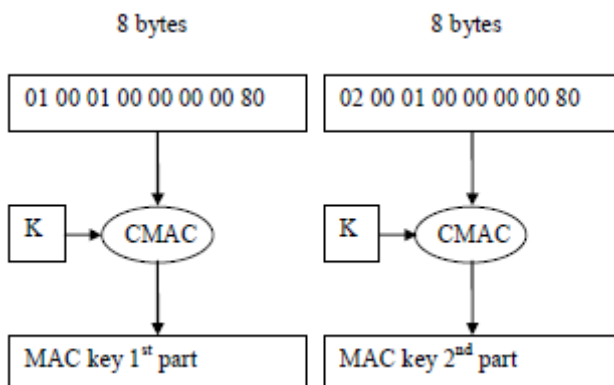 8 bytes 8 bytes
01 00 01 00 00 00 00 80 02 00 01 00 00 00 00 80
K CMAC K CMAC
MAC key 1st part MAC key 2nd part